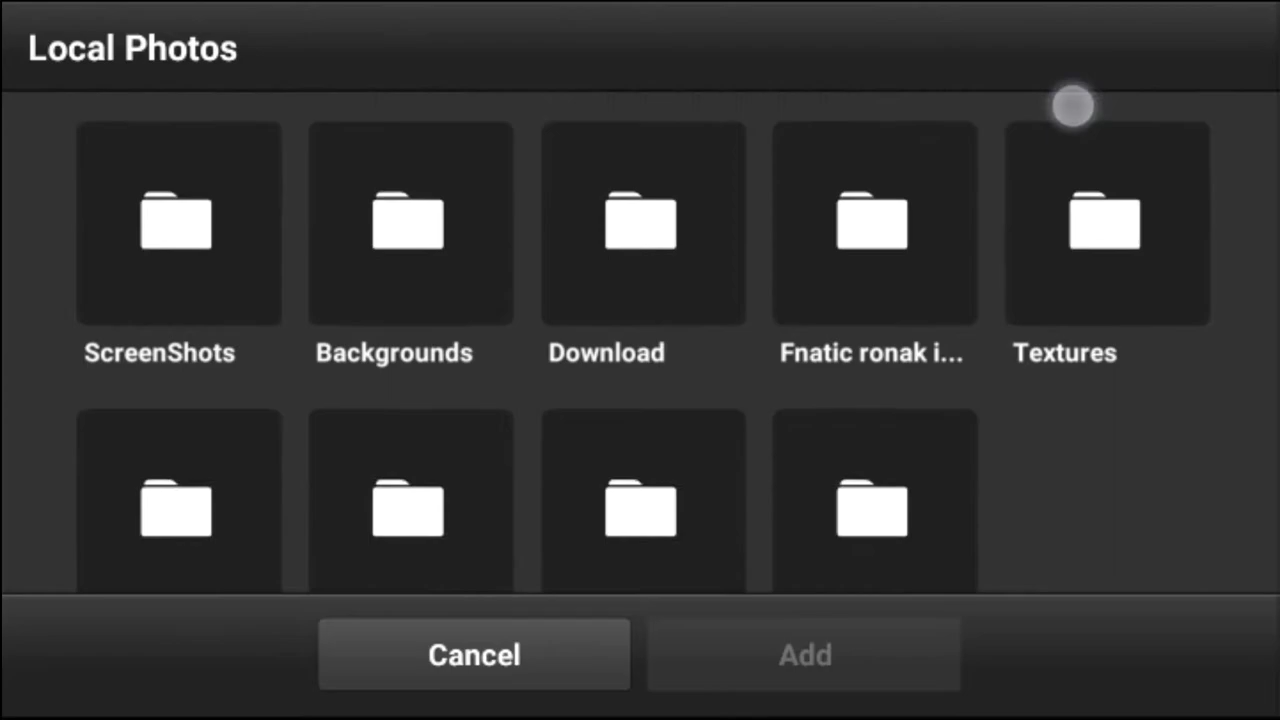 Local Photos
ScreenShots
Backgrounds
Download
Fnatic ronak i...
Textures
Cancel
Add